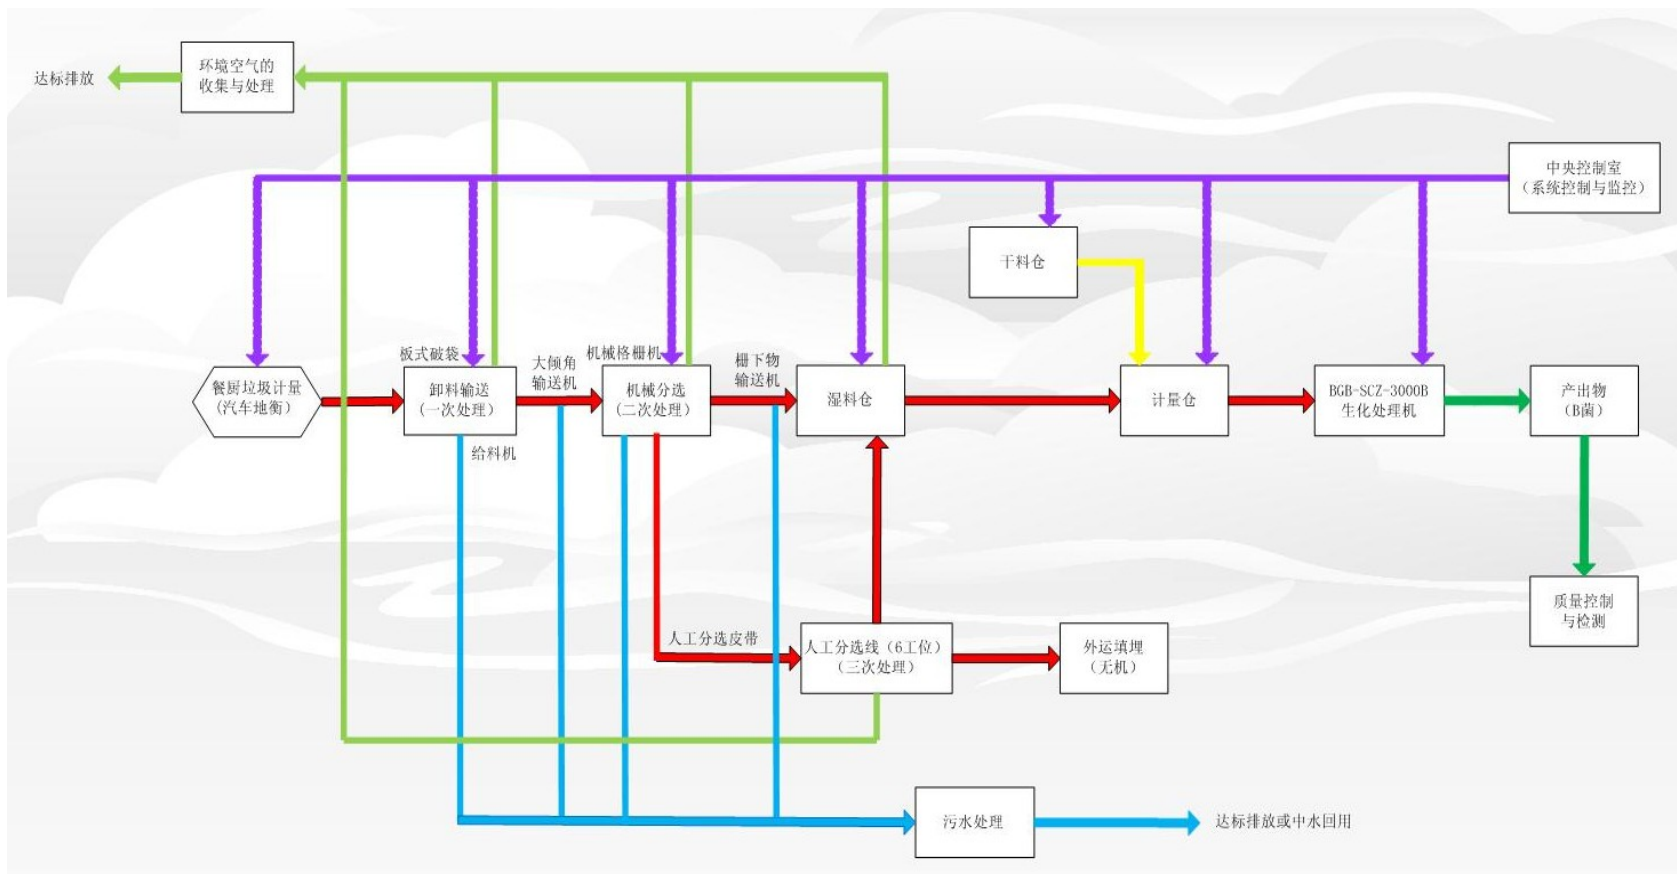 环境空气的
收集与处理
达标排放
中央控制室
（系统控制与监控）
干料仓
板式破袋
大倾角
输送机
机械格栅机
栅下物
输送机
餐厨垃圾计量
（汽车地衡）
卸料输送
（一次处理）
机械分选
（二次处理）
湿料仓
计量仓
BGB-SCZ-3000B
生化处理机
产出物
（B菌）
给料机
质量控制
与检测
人工分选皮带
人工分选线（6工位）
（三次处理）
外运填埋
（无机）
污水处理
达标排放或中水回用